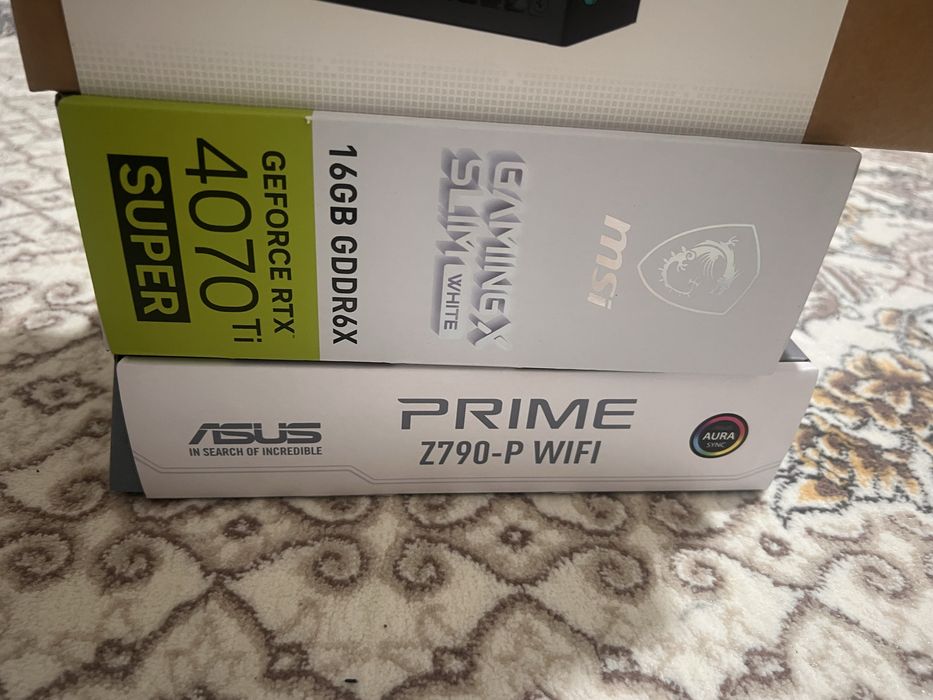 GEFORCE RTX™
4070 Ti
SUPER
16GB GDDR6X
GAMING X
SLIM WHITE
msi
ASUS
IN SEARCH OF INCREDIBLE
PRIME
Z790-P WIFI
AURA
SYNC